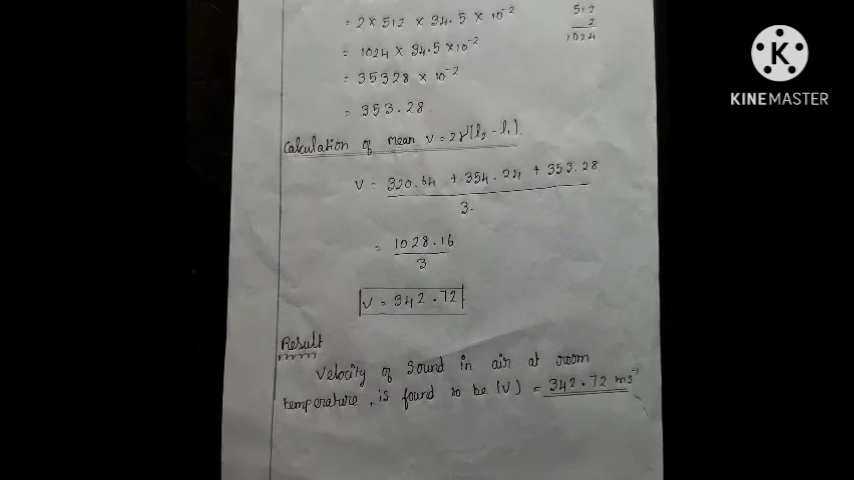 = 2 × 512 × 34.5 × 10⁻²
512
2
1024
= 1024 × 34.5 × 10⁻²
= 35328 × 10⁻²
= 353.28
Calculation of mean V = 2γ(l₂ - l₁).
V = 320.64 + 354.24 + 353.28
3.
= 1028.16
3
V = 342.72
Result
Velocity of Sound in air at room
temperature, is found to be (V) = 342.72 ms⁻¹
K
KINEMASTER